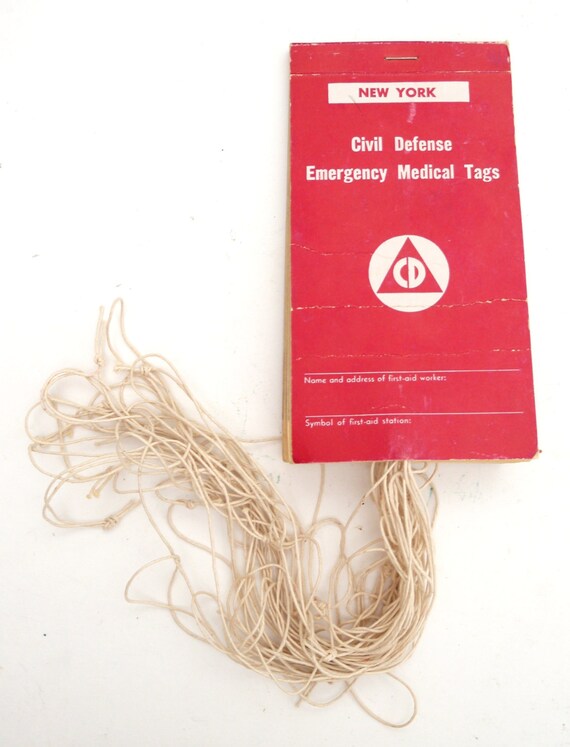 NEW YORK
Civil Defense
Emergency Medical Tags
CD
Name and address of first-aid worker:
Symbol of first-aid station: